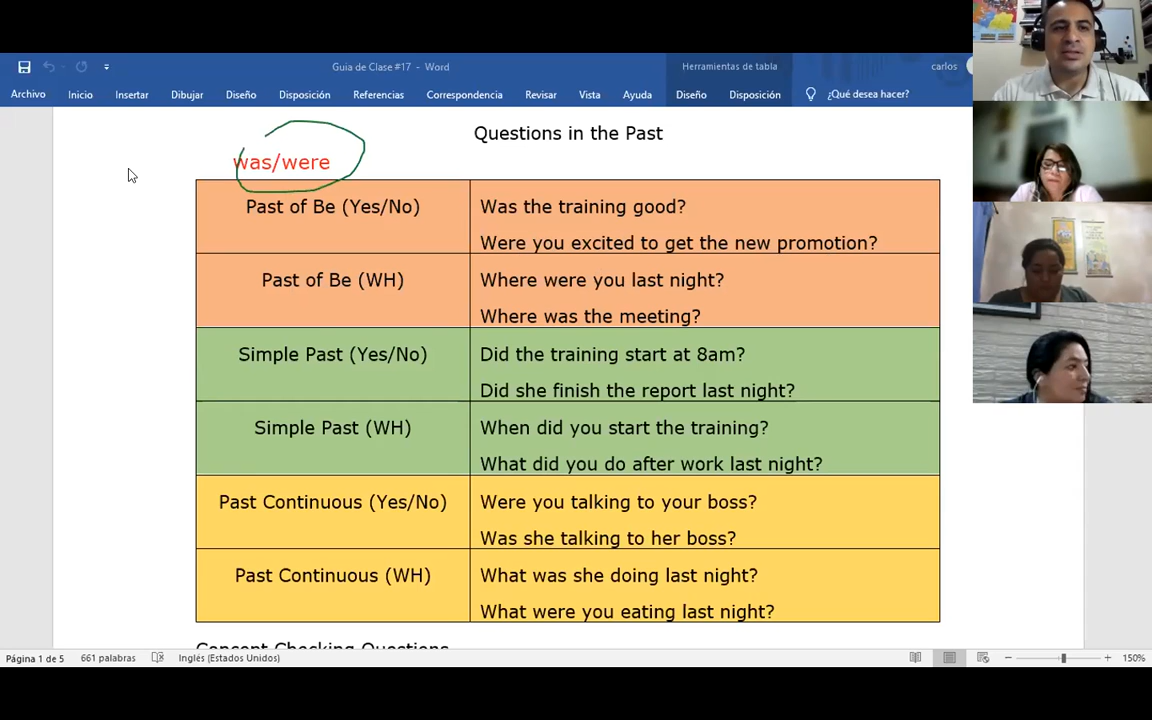 Guia de Clase #17 - Word
Herramientas de tabla
carlos
Archivo Inicio Insertar Dibujar Diseño Disposición Referencias Correspondencia Revisar Vista Ayuda Diseño Disposición ¿Qué desea hacer?
Questions in the Past
was/were
Past of Be (Yes/No)
Was the training good?
Were you excited to get the new promotion?
Past of Be (WH)
Where were you last night?
Where was the meeting?
Simple Past (Yes/No)
Did the training start at 8am?
Did she finish the report last night?
Simple Past (WH)
When did you start the training?
What did you do after work last night?
Past Continuous (Yes/No)
Were you talking to your boss?
Was she talking to her boss?
Past Continuous (WH)
What was she doing last night?
What were you eating last night?
Concept Checking Questions
Página 1 de 5 661 palabras Inglés (Estados Unidos) 150%